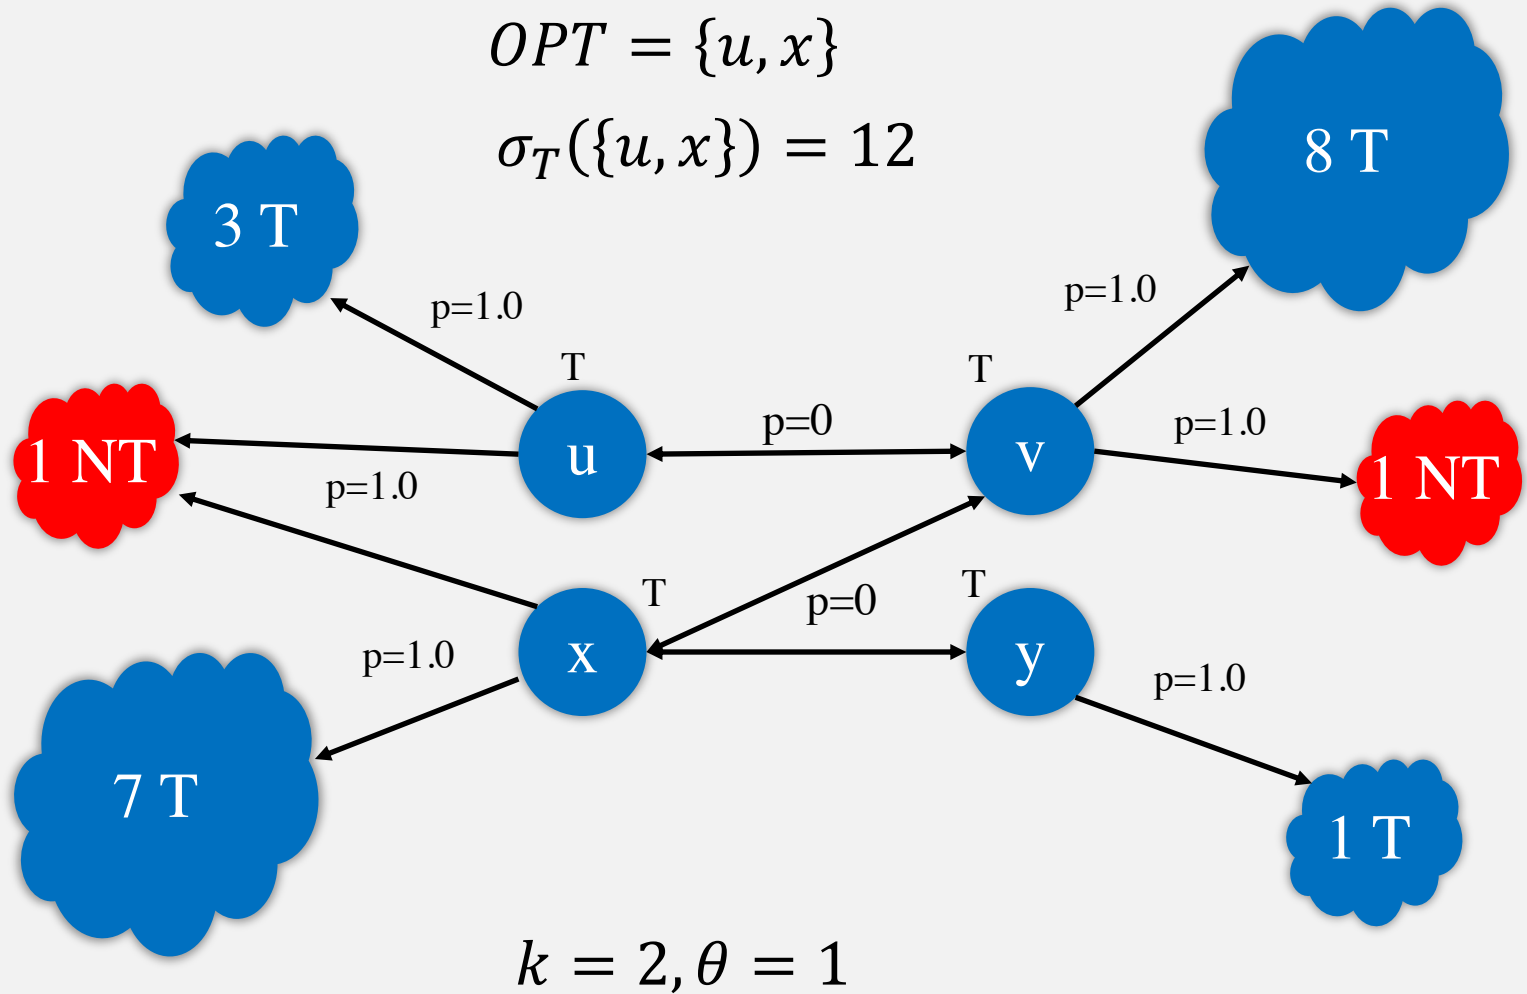 OPT = {u, x}
σ_T({u, x}) = 12
8 T
3 T
p=1.0
p=1.0
T
T
1 NT
p=1.0
u
p=0
v
p=1.0
1 NT
T
p=0
T
p=1.0
x
y
p=1.0
7 T
1 T
k = 2, θ = 1